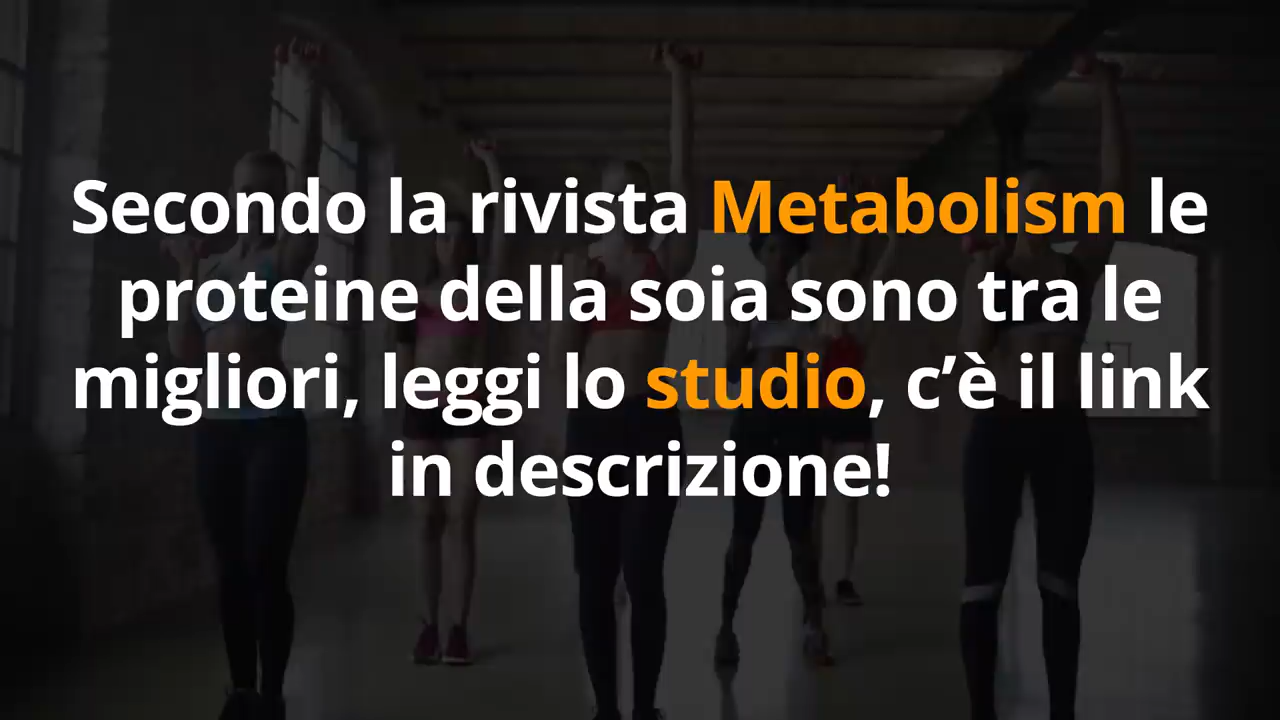 Secondo la rivista Metabolism le
proteine della soia sono tra le
migliori, leggi lo studio, c’è il link
in descrizione!